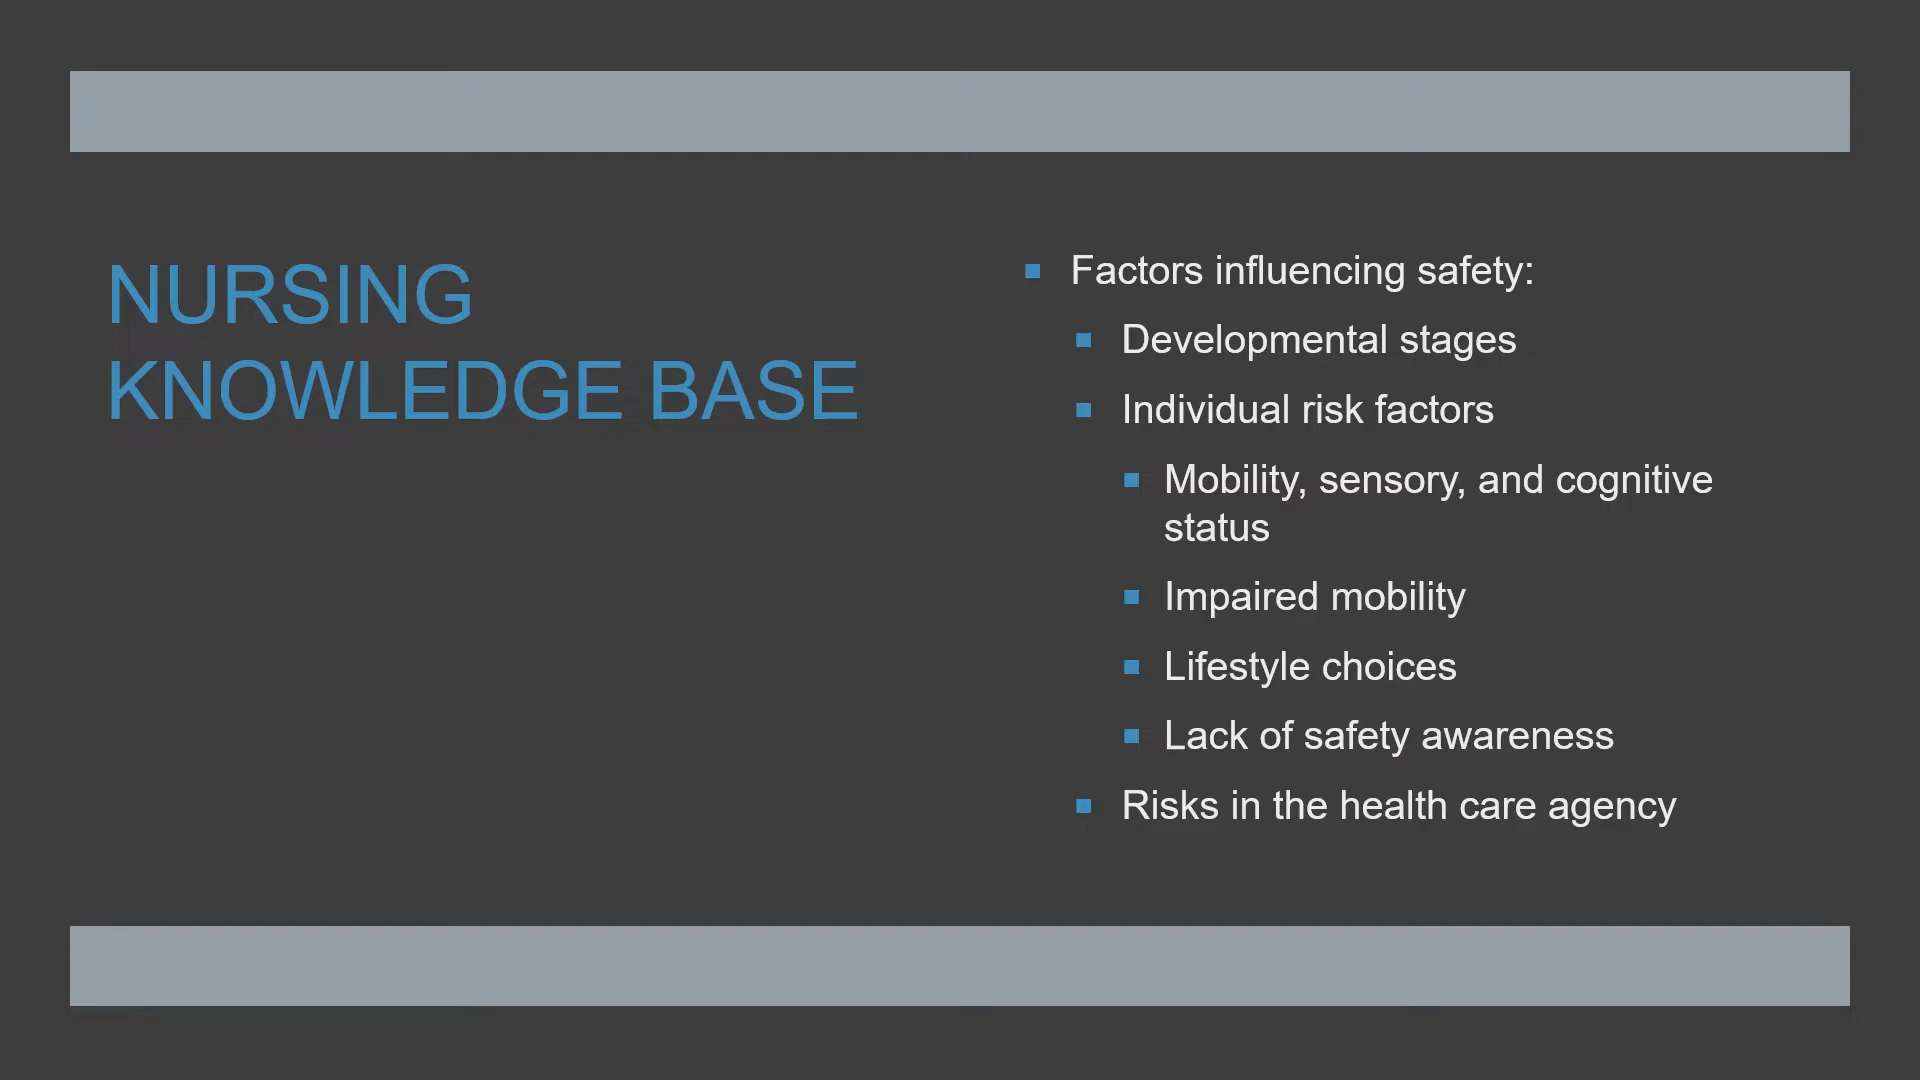 NURSING
KNOWLEDGE BASE
Factors influencing safety:
Developmental stages
Individual risk factors
Mobility, sensory, and cognitive
status
Impaired mobility
Lifestyle choices
Lack of safety awareness
Risks in the health care agency